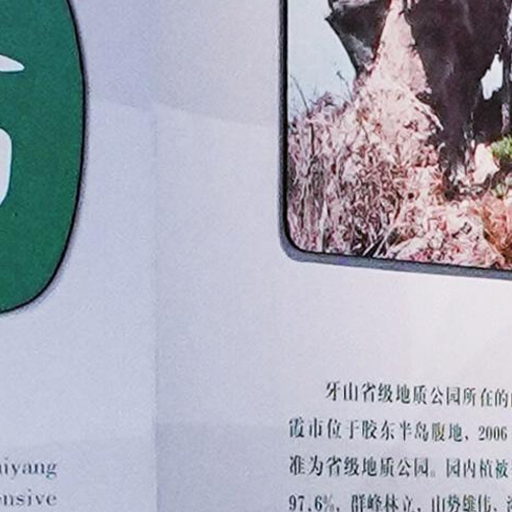 牙山省级地质公园所在的
霞市位于胶东半岛腹地，2006
准为省级地质公园。园内植被
97.6%，群峰林立，山势雄伟，
iyang
ensive